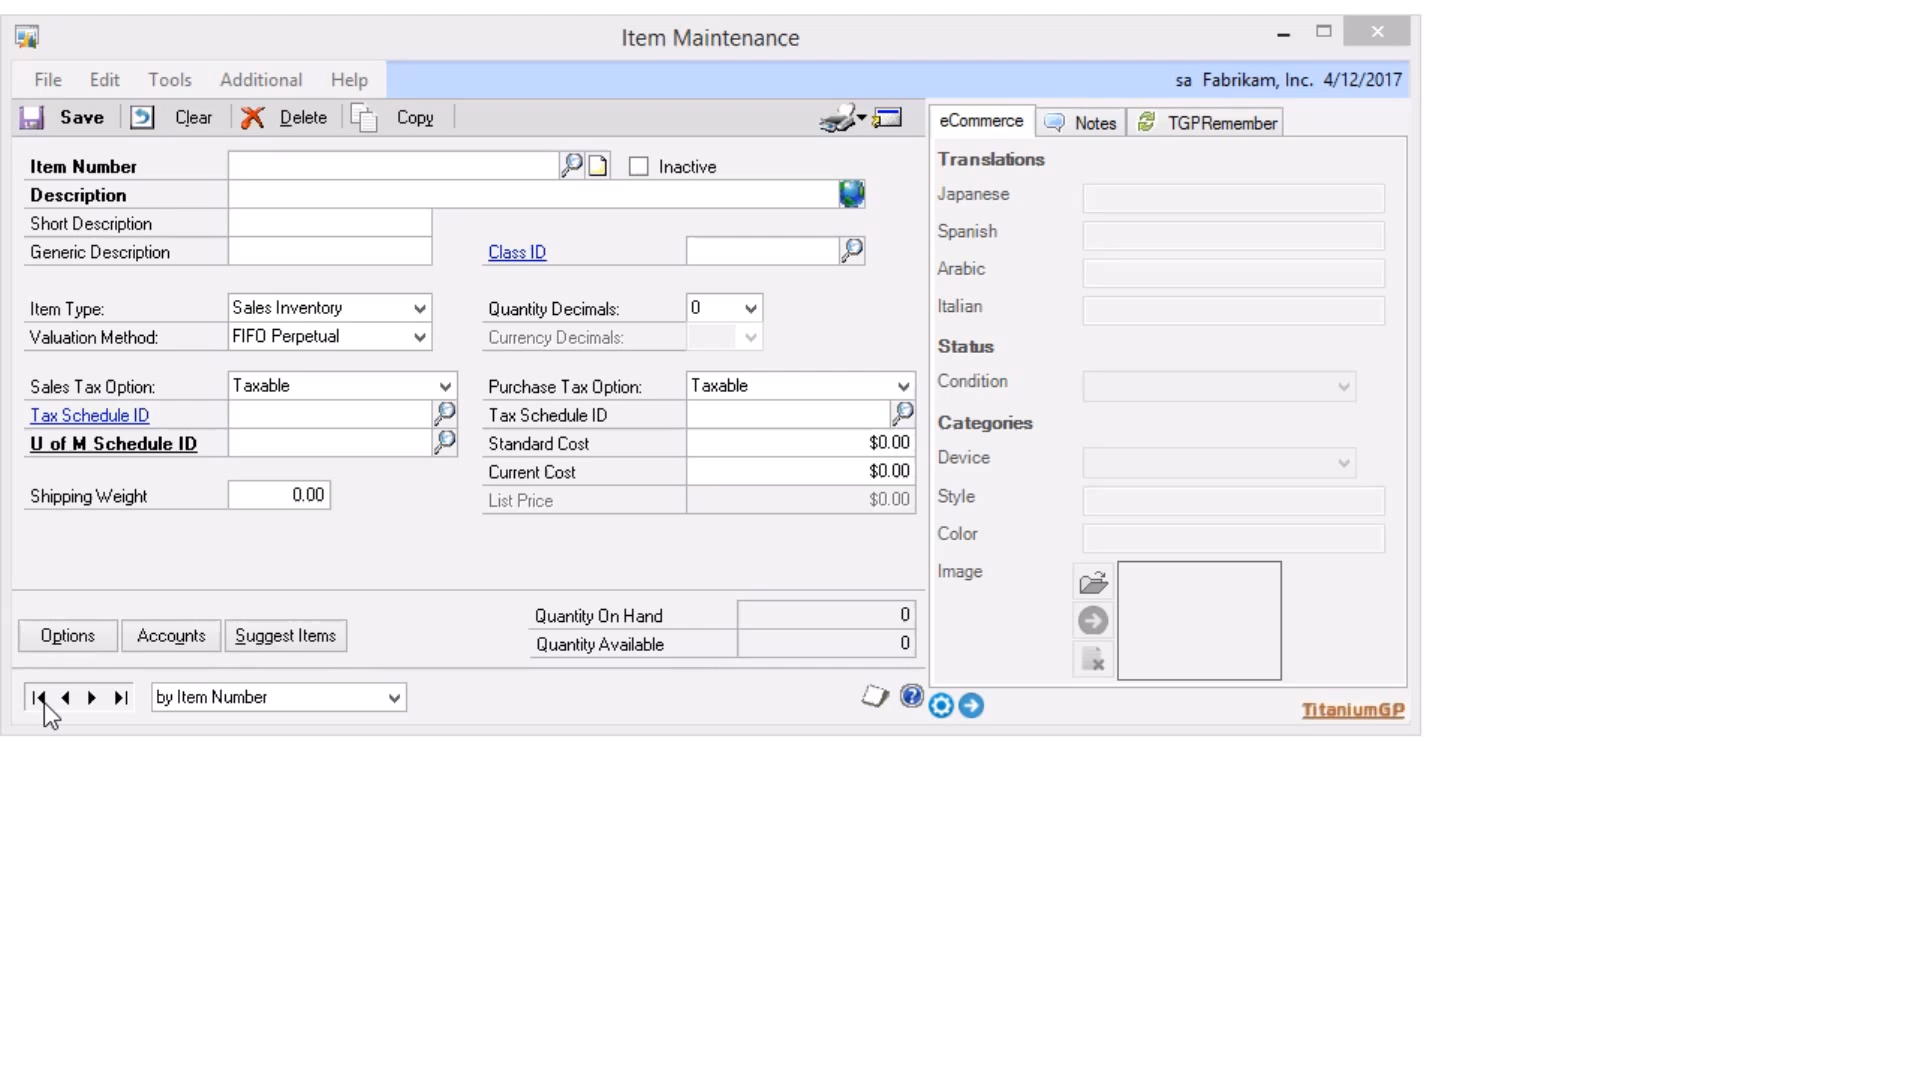 Item Maintenance
File Edit Tools Additional Help
sa Fabrikam, Inc. 4/12/2017
Save Clear Delete Copy
eCommerce Notes TGPRemember
Item Number
Inactive
Description
Short Description
Generic Description
Class ID
Item Type: Sales Inventory
Quantity Decimals: 0
Valuation Method: FIFO Perpetual
Currency Decimals:
Sales Tax Option: Taxable
Purchase Tax Option: Taxable
Tax Schedule ID
Tax Schedule ID
U of M Schedule ID
Standard Cost $0.00
Current Cost $0.00
Shipping Weight 0.00
List Price $0.00
Options Accounts Suggest Items
Quantity On Hand 0
Quantity Available 0
by Item Number
Translations
Japanese
Spanish
Arabic
Italian
Status
Condition
Categories
Device
Style
Color
Image
TitaniumGP